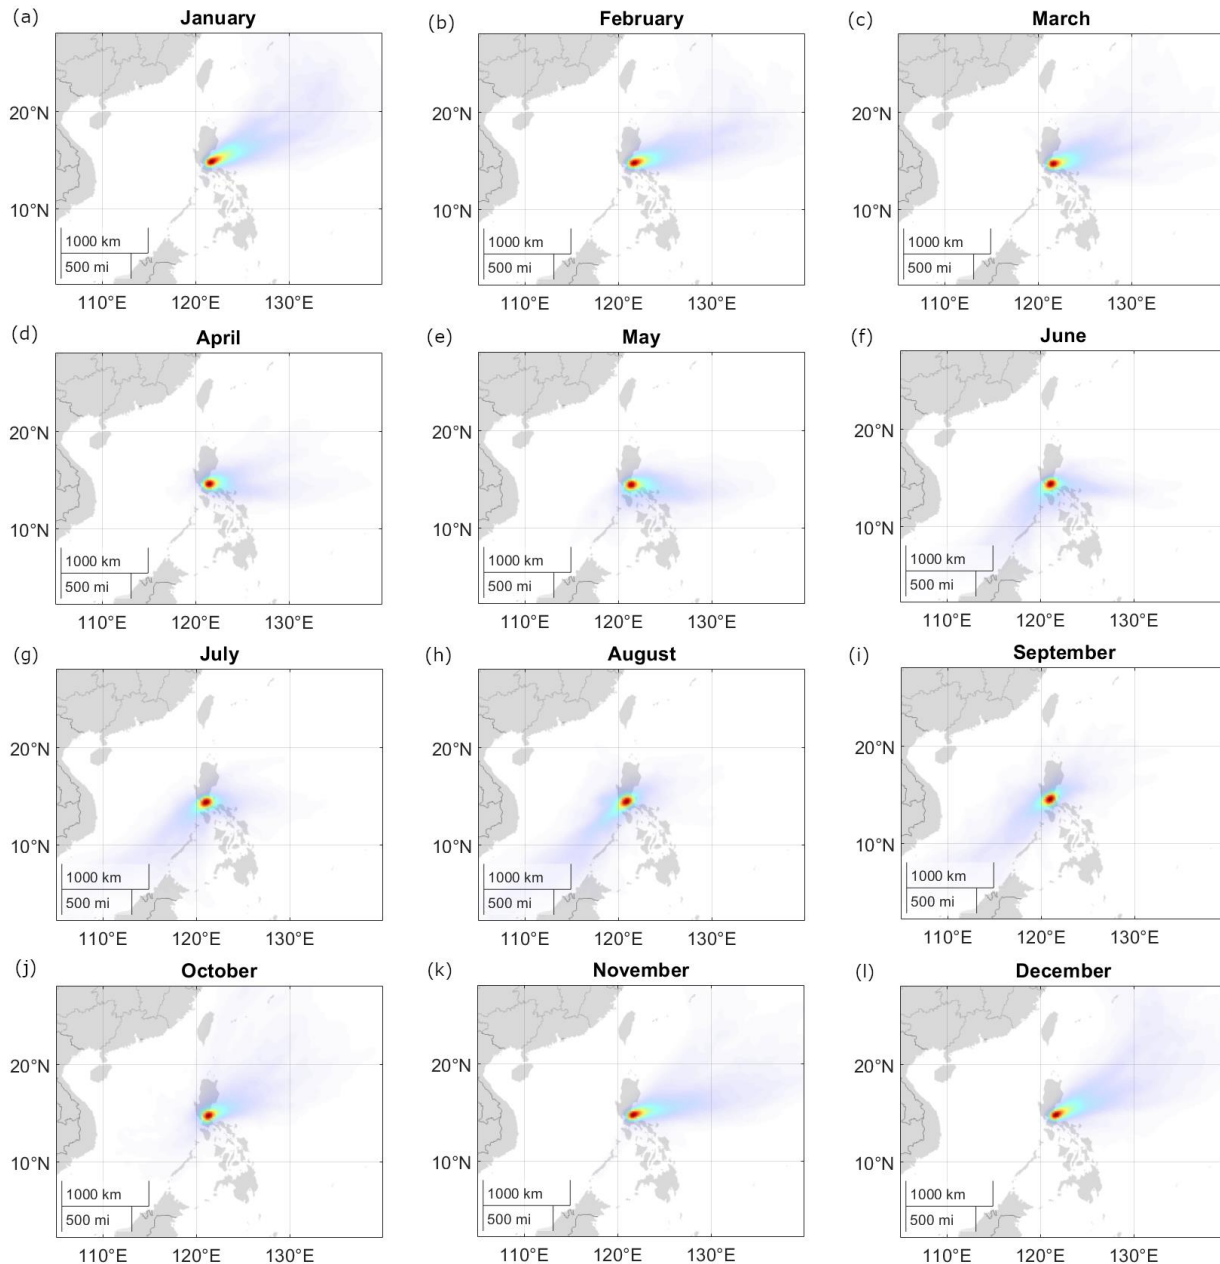 (a) January (b) February (c) March
20°N 20°N 20°N
10°N 10°N 10°N
1000 km 1000 km 1000 km
500 mi 500 mi 500 mi
110°E 120°E 130°E 110°E 120°E 130°E 110°E 120°E 130°E
(d) April (e) May (f) June
20°N 20°N 20°N
10°N 10°N 10°N
1000 km 1000 km 1000 km
500 mi 500 mi 500 mi
110°E 120°E 130°E 110°E 120°E 130°E 110°E 120°E 130°E
(g) July (h) August (i) September
20°N 20°N 20°N
10°N 10°N 10°N
1000 km 1000 km 1000 km
500 mi 500 mi 500 mi
110°E 120°E 130°E 110°E 120°E 130°E 110°E 120°E 130°E
(j) October (k) November (l) December
20°N 20°N 20°N
10°N 10°N 10°N
1000 km 1000 km 1000 km
500 mi 500 mi 500 mi
110°E 120°E 130°E 110°E 120°E 130°E 110°E 120°E 130°E